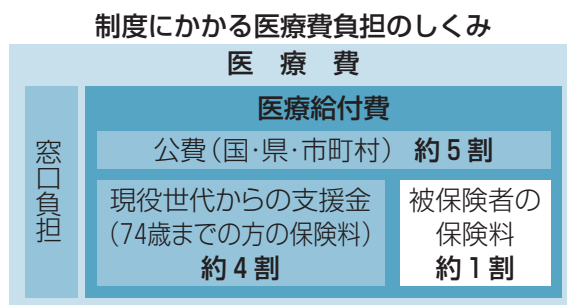 制度にかかる医療費負担のしくみ
医療費
窓口負担
医療給付費
公費(国・県・市町村) 約5割
現役世代からの支援金
(74歳までの方の保険料)
約4割
被保険者の
保険料
約1割